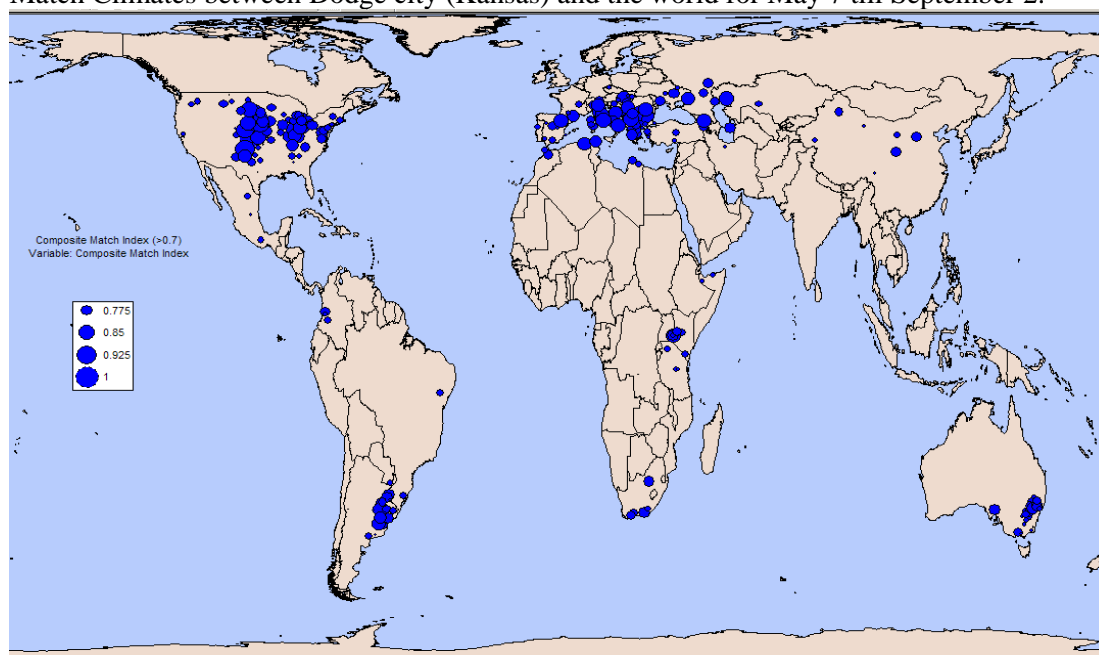 Match Climates between Dodge city (Kansas) and the world for May 7 till September 2.
Composite Match Index (>0.7)
Variable: Composite Match Index
0.775
0.85
0.925
1